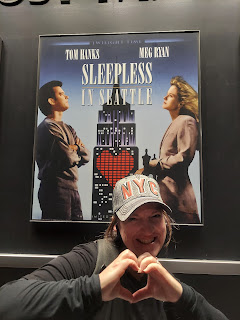 TOM HANKS MEG RYAN
SLEEPLESS
IN SEATTLE
NYC